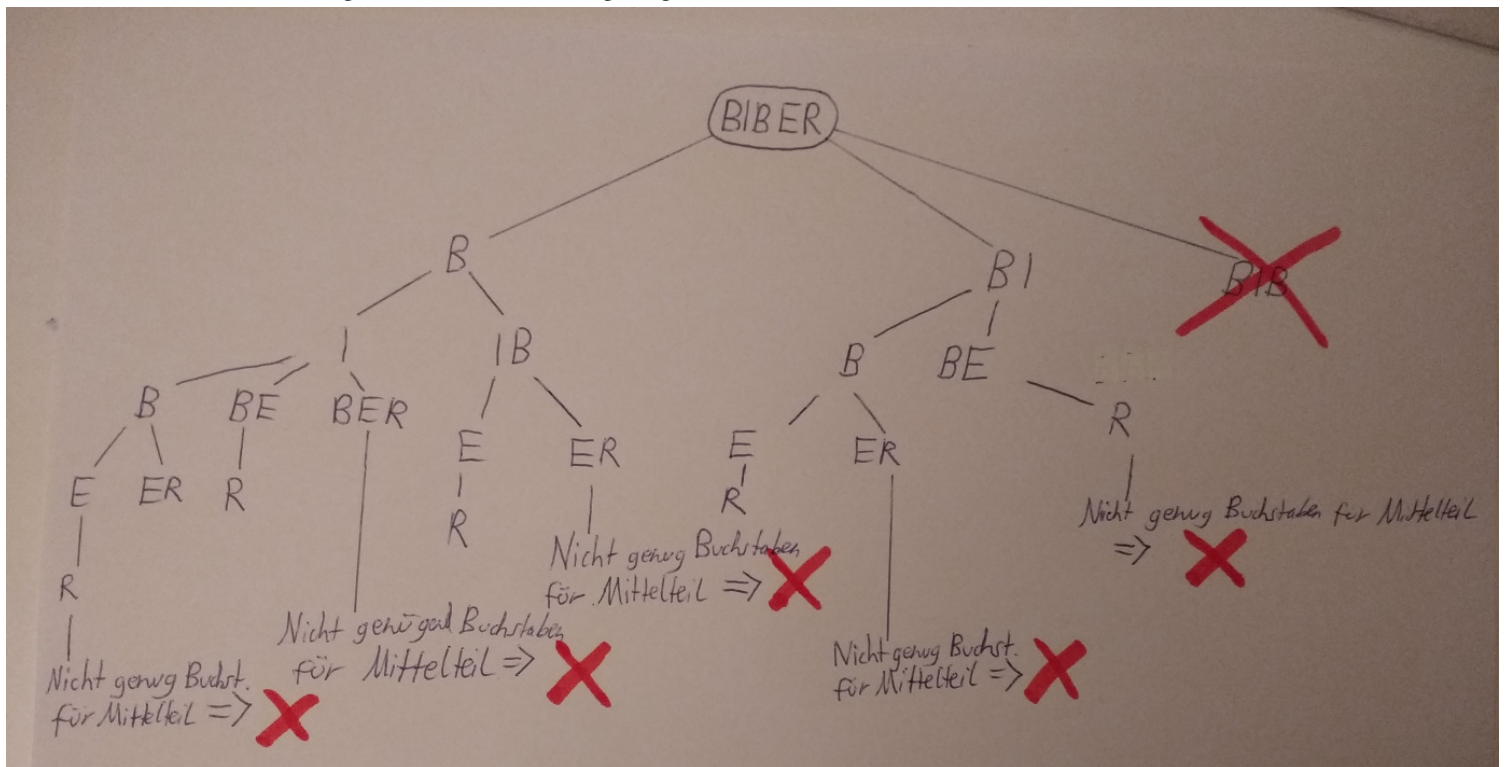 BIBER
B
BI
BIB
I
IB
B
BE
B
BE
BER
E
ER
E
ER
R
E
ER
R
R
R
R
Nicht genug Buchstaben
für Mittelteil =>
Nicht genug Buchstaben für Mittelteil
=>
Nicht genügend Buchstaben
für Mittelteil =>
Nicht genug Buchst.
für Mittelteil =>
Nicht genug Buchst.
für Mittelteil =>